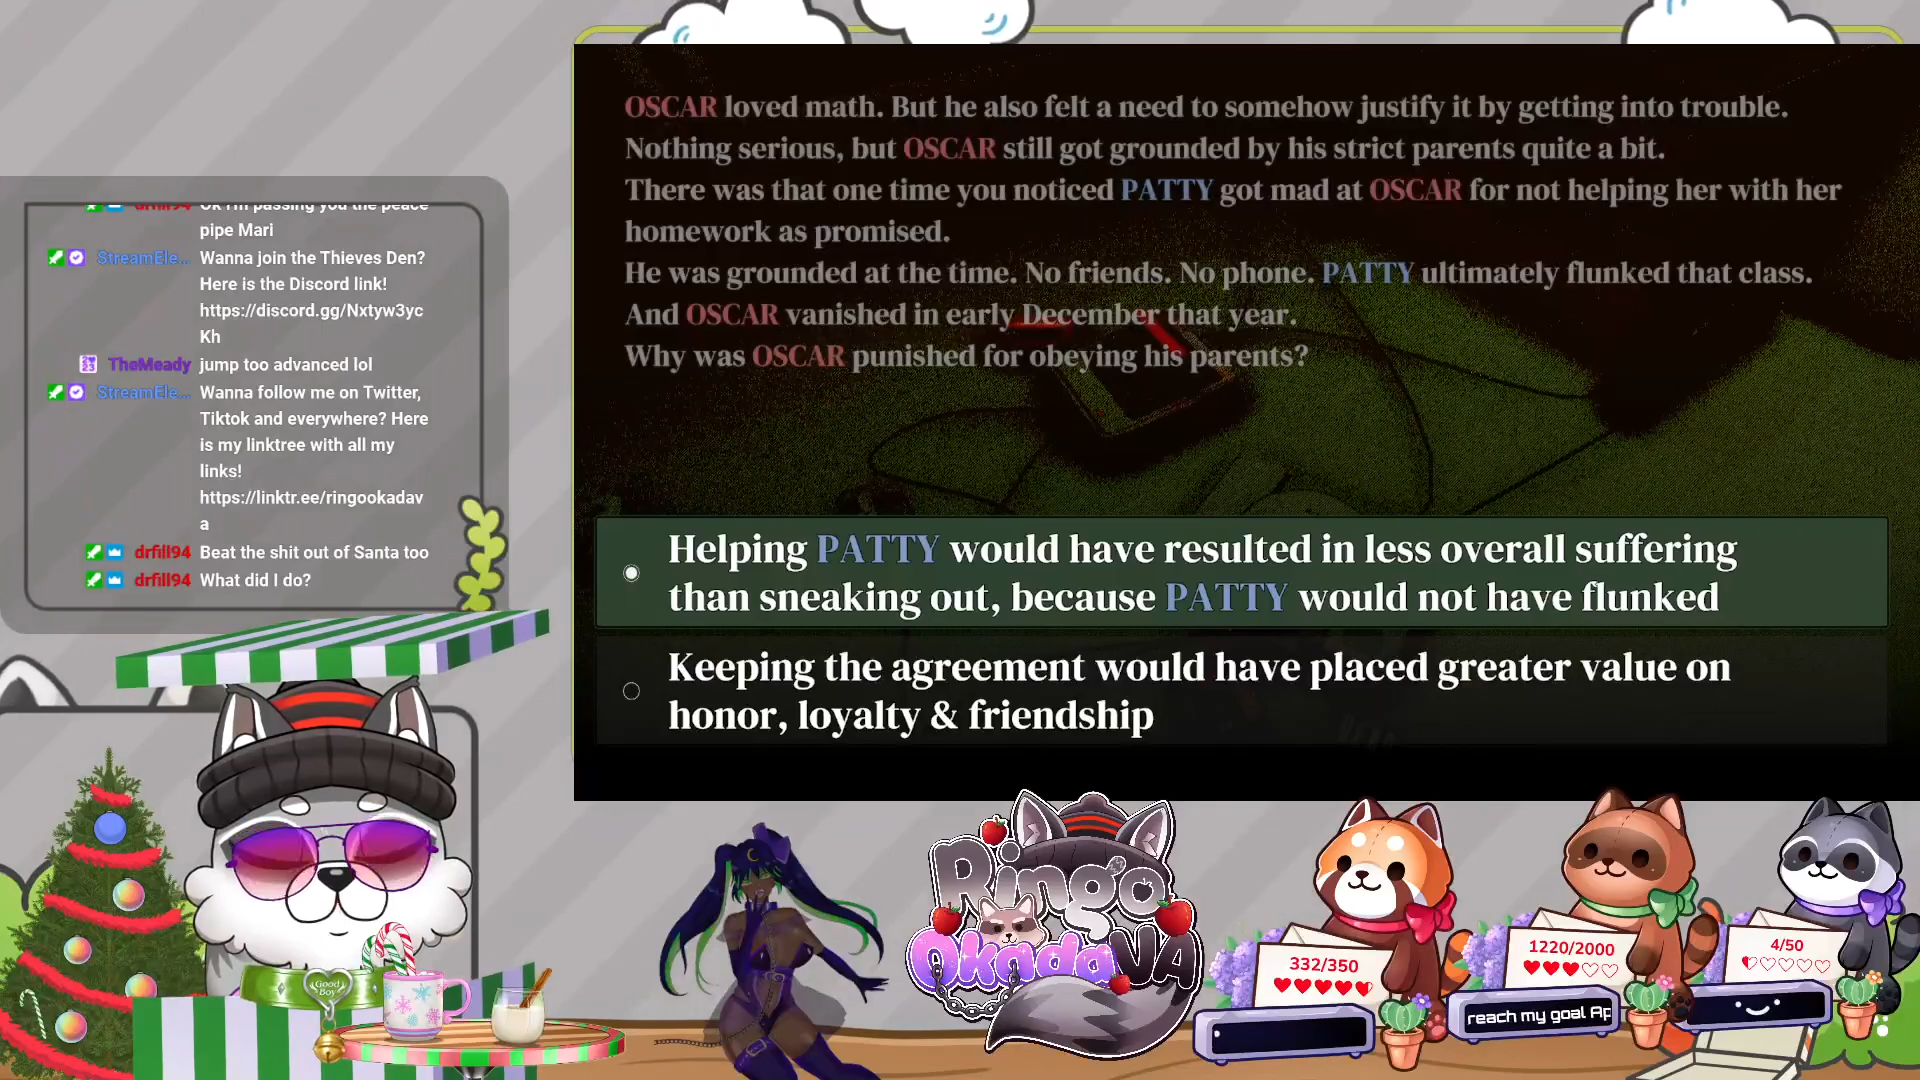 drfill94 Ok I'm passing you the peace
pipe Mari
StreamEle... Wanna join the Thieves Den?
Here is the Discord link!
https://discord.gg/Nxtyw3yc
Kh
TheMeady jump too advanced lol
StreamEle... Wanna follow me on Twitter,
Tiktok and everywhere? Here
is my linktree with all my
links!
https://linktr.ee/ringookadav
a
drfill94 Beat the shit out of Santa too
drfill94 What did I do?
OSCAR loved math. But he also felt a need to somehow justify it by getting into trouble.
Nothing serious, but OSCAR still got grounded by his strict parents quite a bit.
There was that one time you noticed PATTY got mad at OSCAR for not helping her with her
homework as promised.
He was grounded at the time. No friends. No phone. PATTY ultimately flunked that class.
And OSCAR vanished in early December that year.
Why was OSCAR punished for obeying his parents?
Helping PATTY would have resulted in less overall suffering
than sneaking out, because PATTY would not have flunked
Keeping the agreement would have placed greater value on
honor, loyalty & friendship
Good
Boy
Ringo
OkadaVA
332/350
1220/2000
reach my goal Ap
4/50